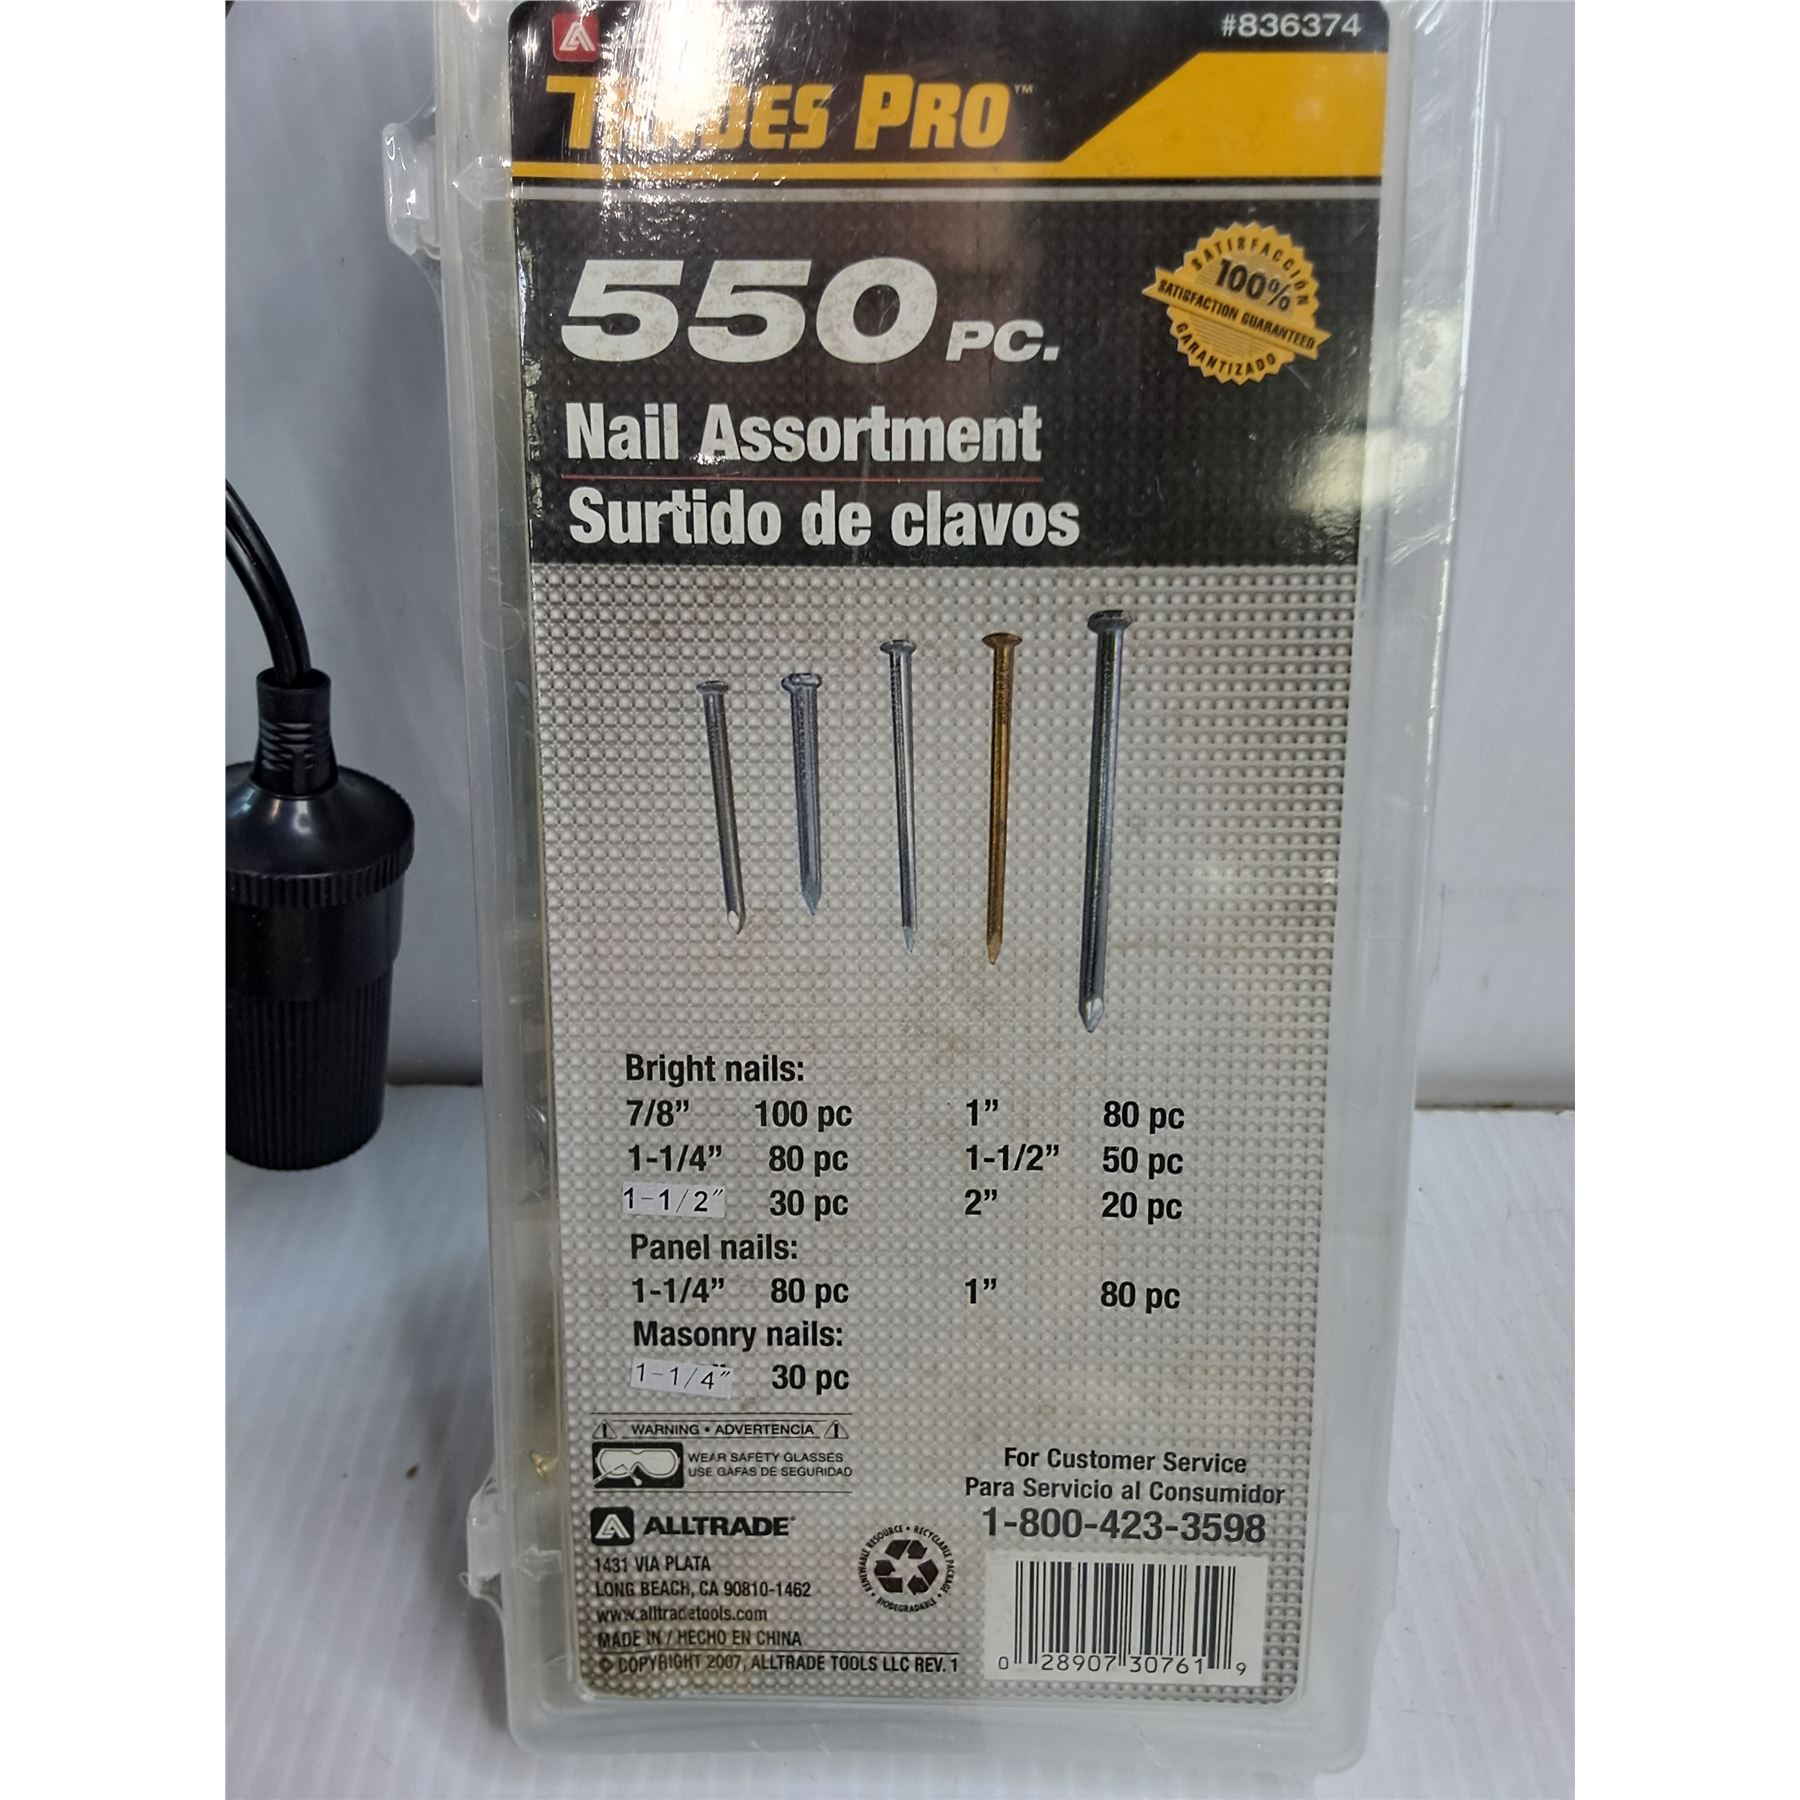 #836374
TRADES PRO™
550 PC.
Nail Assortment
Surtido de clavos
SATISFACCION
100%
SATISFACTION GUARANTEED
GARANTIZADO
Bright nails:
7/8” 100 pc 1” 80 pc
1-1/4” 80 pc 1-1/2” 50 pc
1-1/2″ 30 pc 2” 20 pc
Panel nails:
1-1/4” 80 pc 1” 80 pc
Masonry nails:
1-1/4″ 30 pc
WARNING • ADVERTENCIA
WEAR SAFETY GLASSES
USE GAFAS DE SEGURIDAD
ALLTRADE
1431 VIA PLATA
LONG BEACH, CA 90810-1462
www.alltradetools.com
MADE IN / HECHO EN CHINA
© COPYRIGHT 2007, ALLTRADE TOOLS LLC REV. 1
RENEWABLE RESOURCE • RECYCLABLE PACKAGE • BIODEGRADABLE •
For Customer Service
Para Servicio al Consumidor
1-800-423-3598
0 28907 30761 9